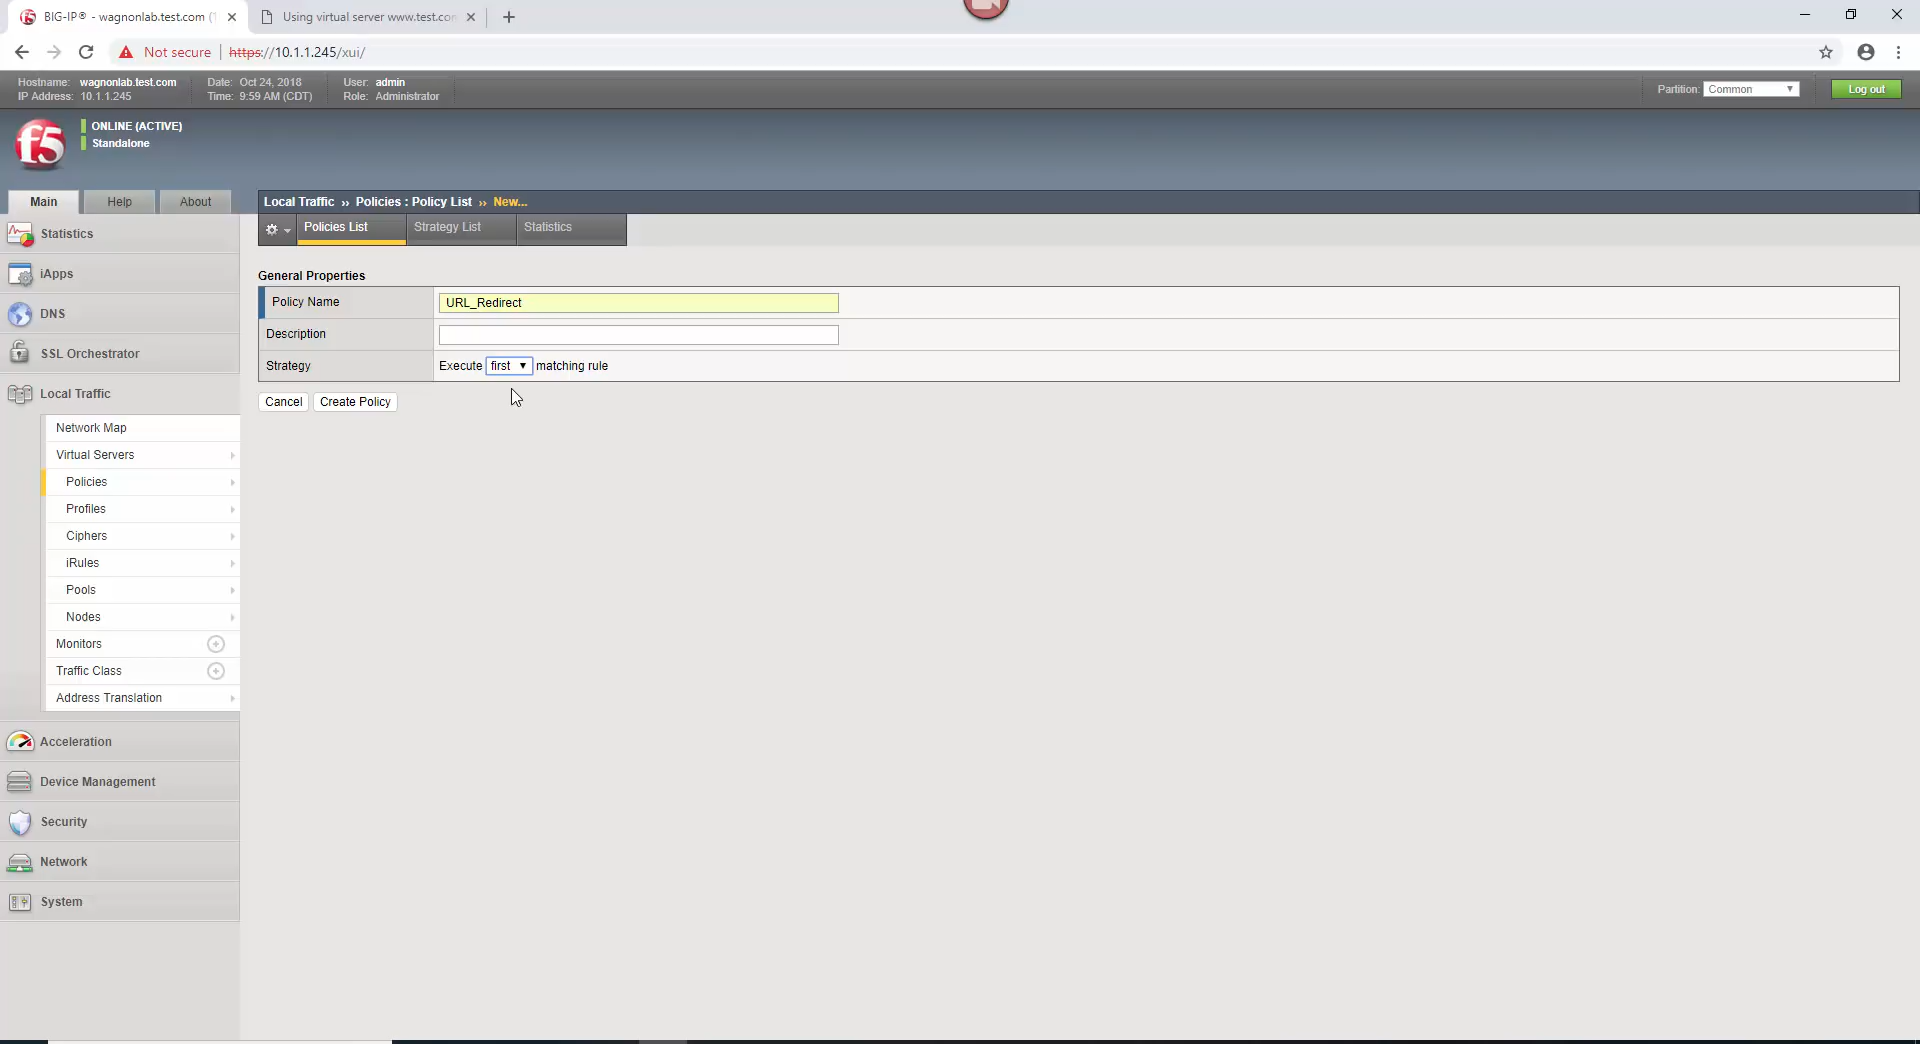 BIG-IP® - wagnonlab.test.com (
Using virtual server www.test.com
Not secure
https://10.1.1.245/xui/
Hostname: wagnonlab.test.com
Date: Oct 24, 2018
User: admin
IP Address: 10.1.1.245
Time: 9:59 AM (CDT)
Role: Administrator
Partition: Common
Log out
f5
ONLINE (ACTIVE)
Standalone
Main
Help
About
Local Traffic ›› Policies : Policy List ›› New...
Policies List
Strategy List
Statistics
Statistics
iApps
DNS
SSL Orchestrator
Local Traffic
Network Map
Virtual Servers
Policies
Profiles
Ciphers
iRules
Pools
Nodes
Monitors
Traffic Class
Address Translation
Acceleration
Device Management
Security
Network
System
General Properties
Policy Name
URL_Redirect
Description
Strategy
Execute first matching rule
Cancel
Create Policy